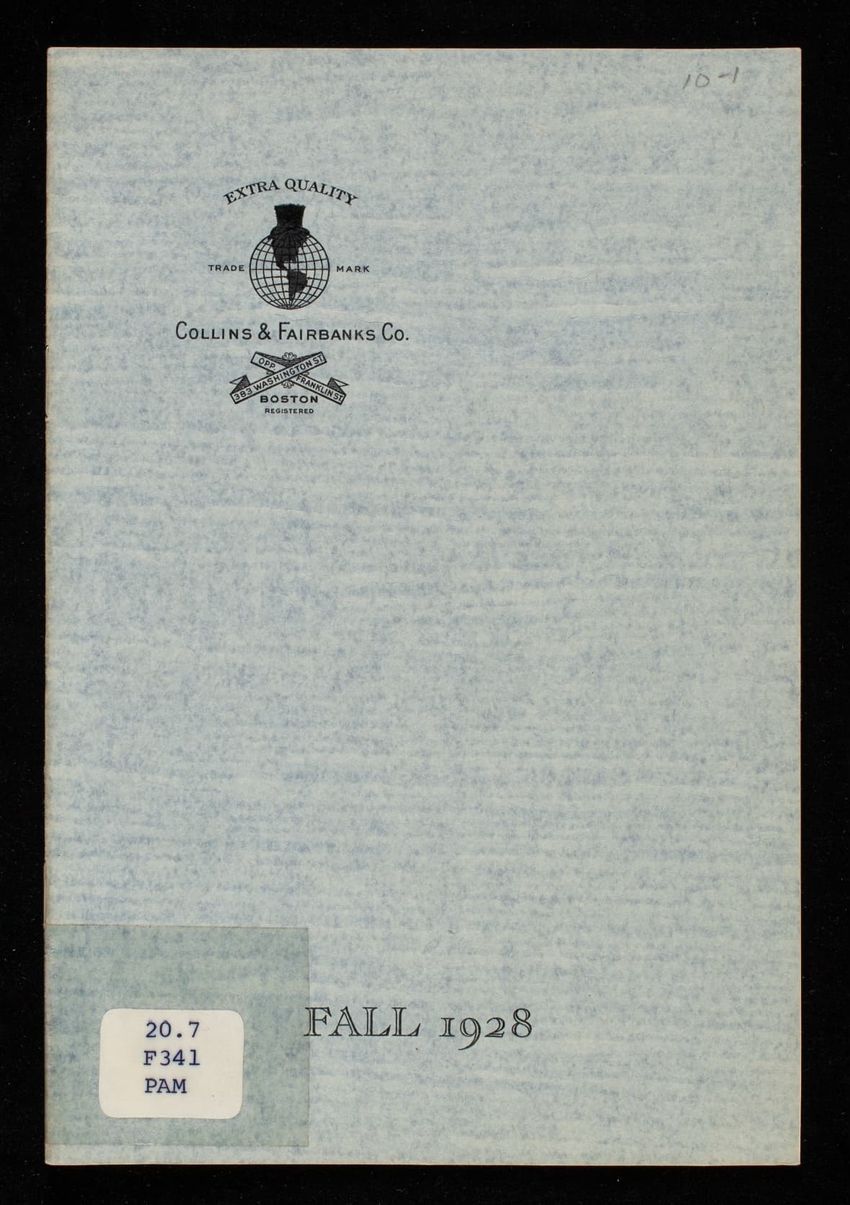 10-1
EXTRA QUALITY
TRADE MARK
COLLINS & FAIRBANKS CO.
OPP
383 WASHINGTON ST
FRANKLIN ST
BOSTON
REGISTERED
FALL 1928
20.7
F341
PAM